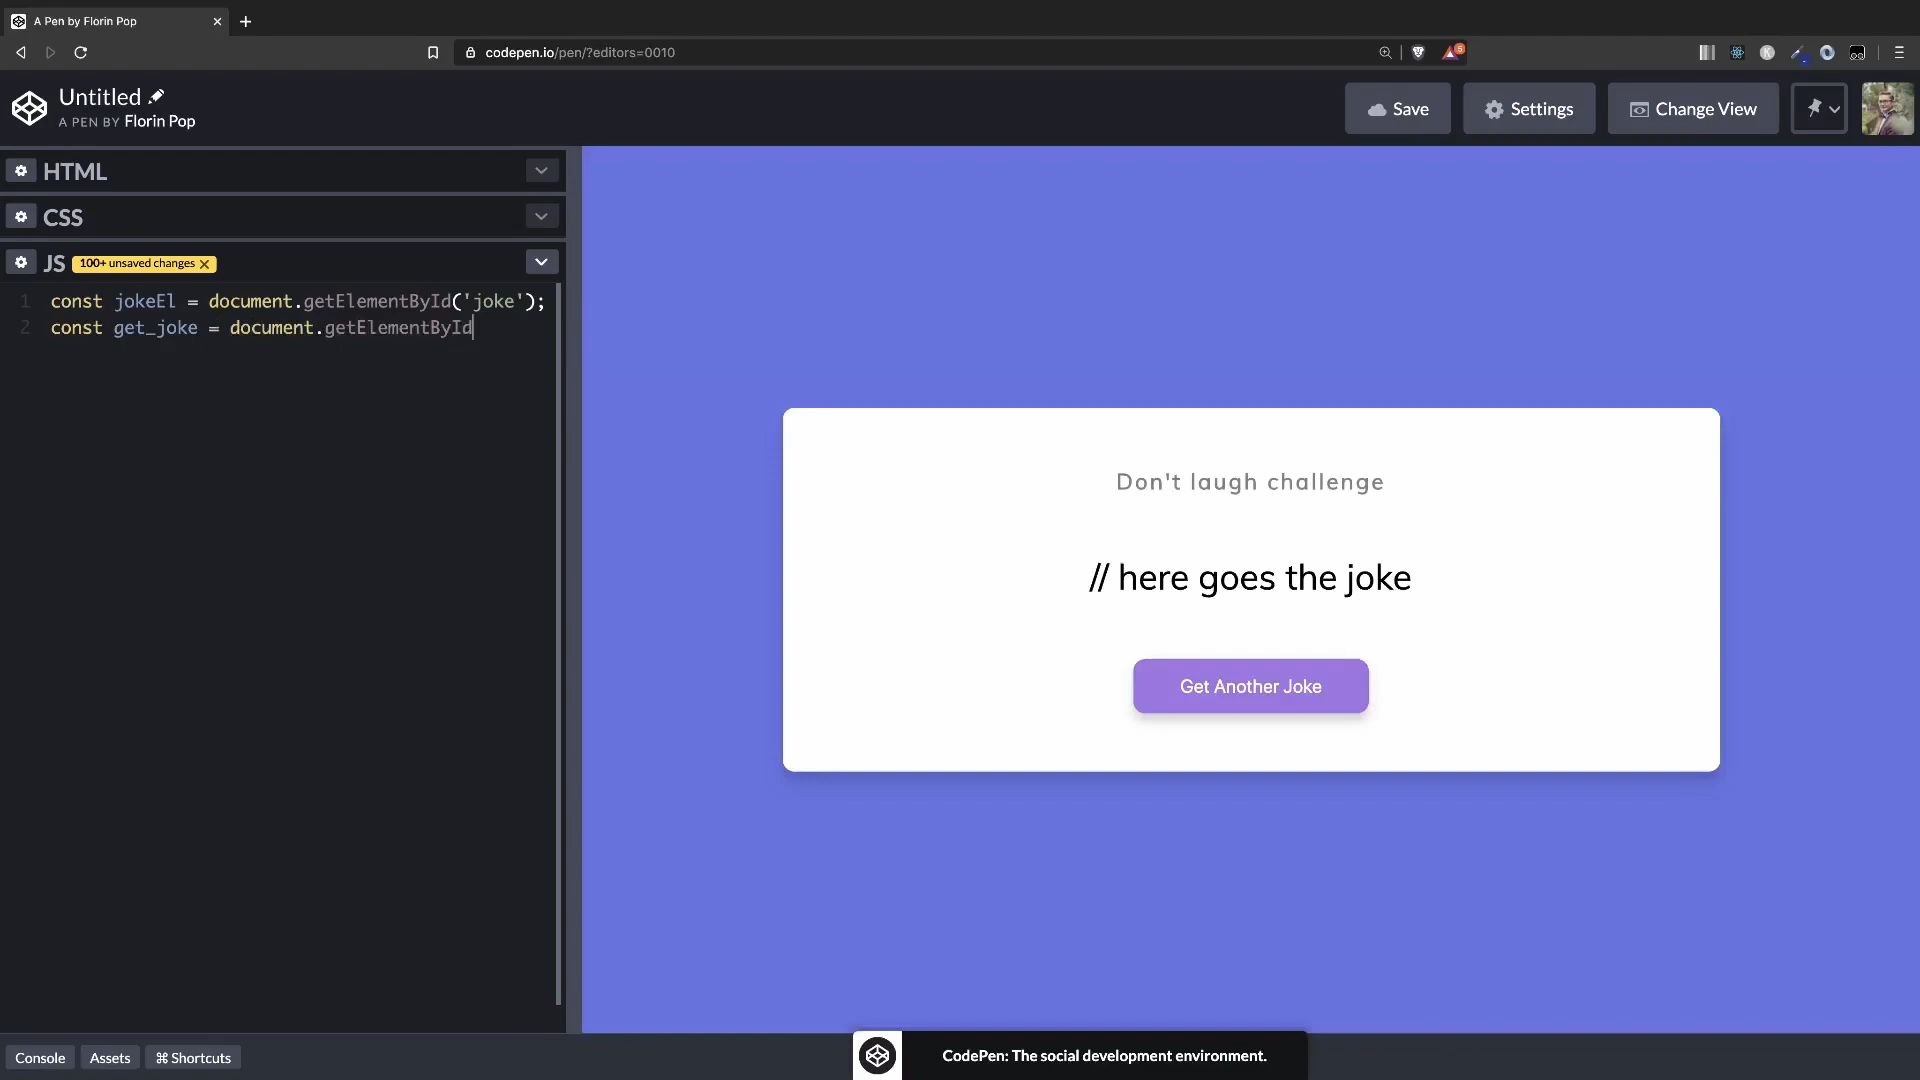 A Pen by Florin Pop
codepen.io/pen/?editors=0010
5
K
Untitled
A PEN BY Florin Pop
Save
Settings
Change View
HTML
CSS
JS 100+ unsaved changes
1 const jokeEl = document.getElementById('joke');
2 const get_joke = document.getElementById
Don't laugh challenge
// here goes the joke
Get Another Joke
Console
Assets
⌘ Shortcuts
CodePen: The social development environment.